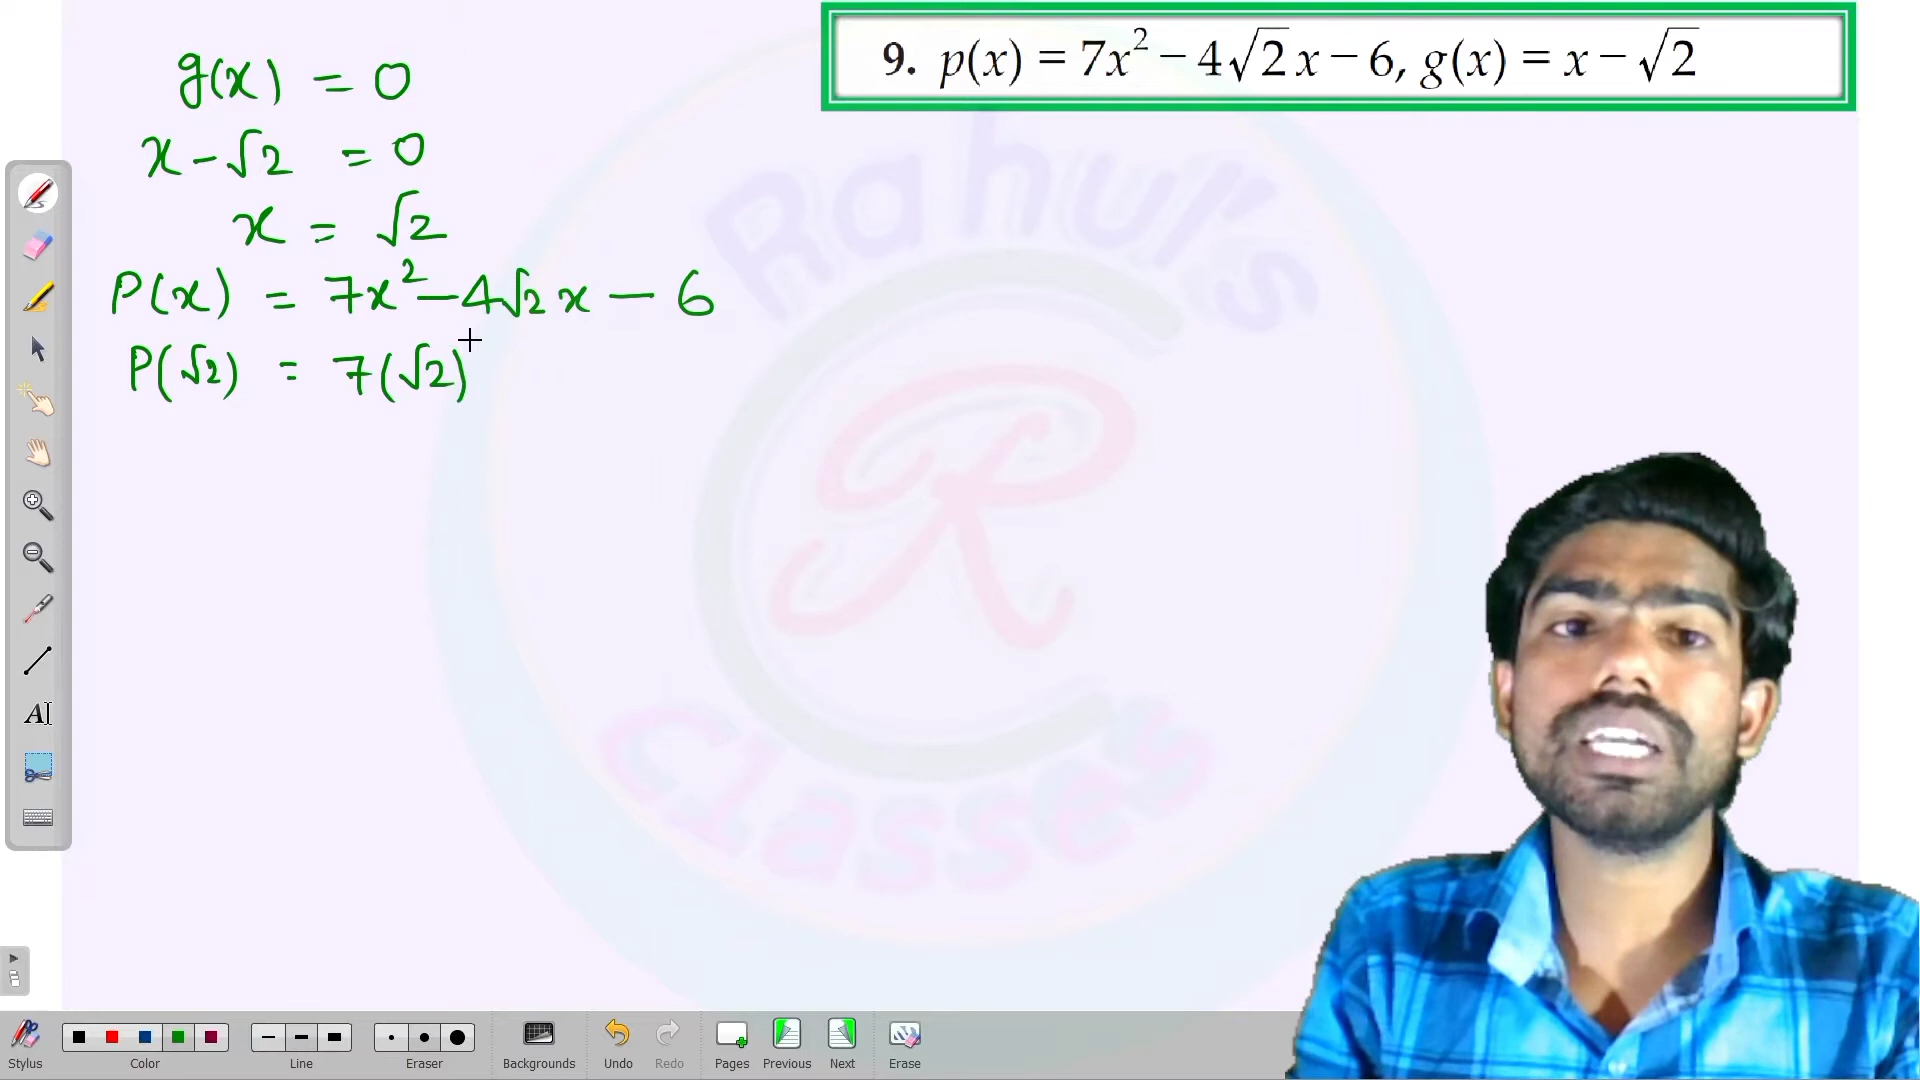 9. p(x) = 7x² − 4√2 x − 6, g(x) = x − √2
g(x) = 0
x − √2 = 0
x = √2
P(x) = 7x² − 4√2 x − 6
P(√2) = 7(√2)
Rahul's
R
Classes
AI
Stylus
Color
Line
Eraser
Backgrounds
Undo
Redo
Pages
Previous
Next
Erase